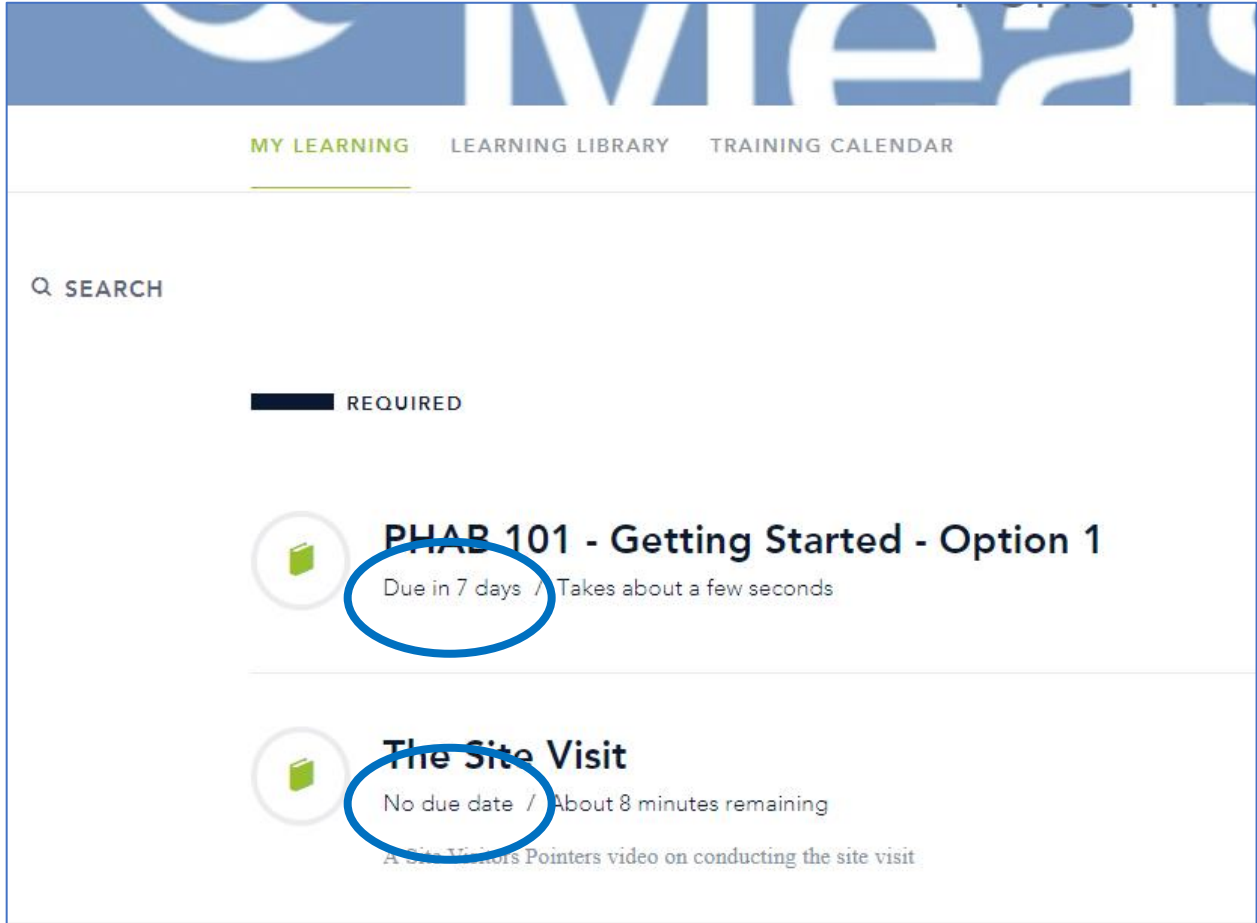 Meas
MY LEARNING LEARNING LIBRARY TRAINING CALENDAR
SEARCH
REQUIRED
PHAB 101 - Getting Started - Option 1
Due in 7 days / Takes about a few seconds
The Site Visit
No due date / About 8 minutes remaining
A Site Visitors Pointers video on conducting the site visit